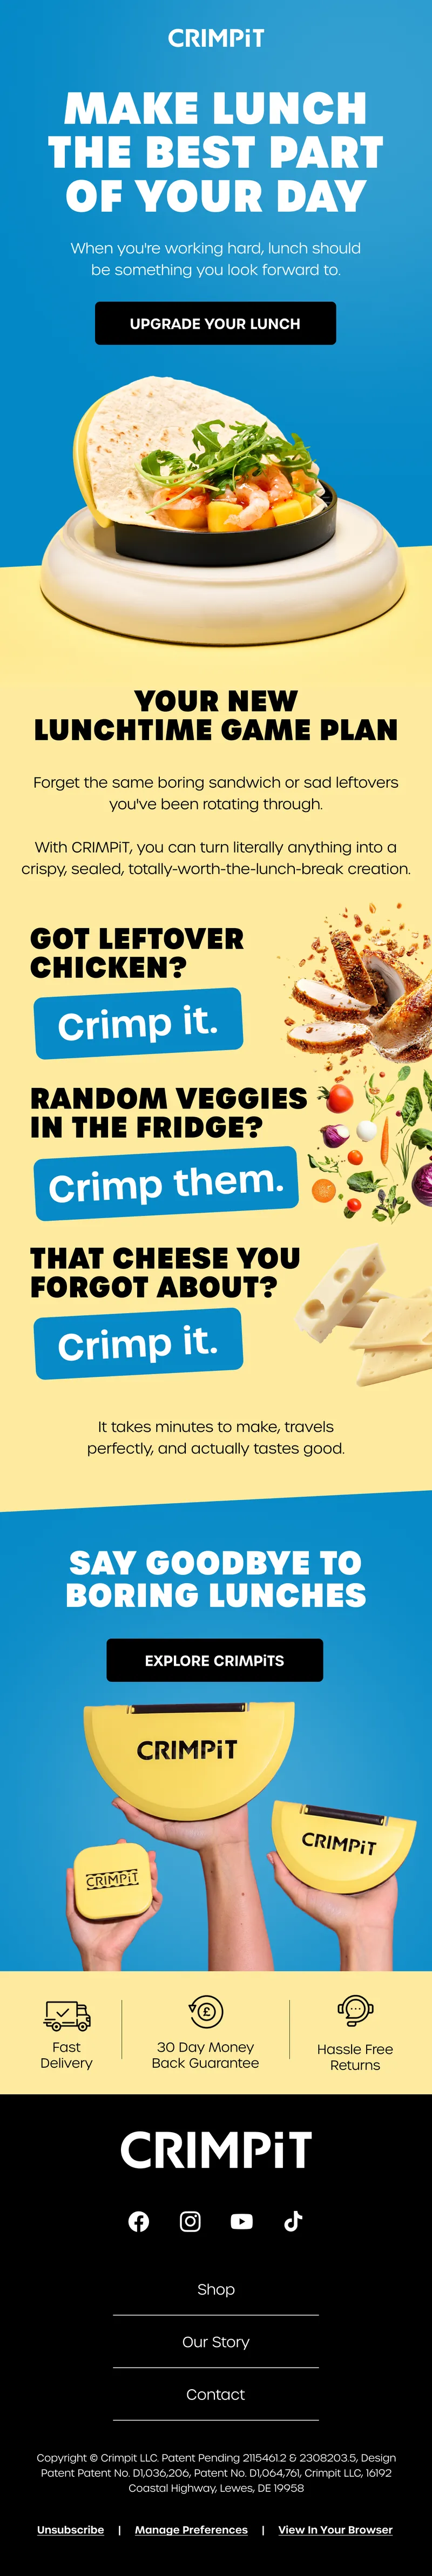 CRIMPiT
MAKE LUNCH
THE BEST PART
OF YOUR DAY
When you're working hard, lunch should
be something you look forward to.
UPGRADE YOUR LUNCH
YOUR NEW
LUNCHTIME GAME PLAN
Forget the same boring sandwich or sad leftovers
you've been rotating through.
With CRIMPiT, you can turn literally anything into a
crispy, sealed, totally-worth-the-lunch-break creation.
GOT LEFTOVER
CHICKEN?
Crimp it.
RANDOM VEGGIES
IN THE FRIDGE?
Crimp them.
THAT CHEESE YOU
FORGOT ABOUT?
Crimp it.
It takes minutes to make, travels
perfectly, and actually tastes good.
SAY GOODBYE TO
BORING LUNCHES
EXPLORE CRIMPiTS
CRIMPiT
CRIMPiT
CRIMPiT
£
Fast
Delivery
30 Day Money
Back Guarantee
Hassle Free
Returns
CRIMPiT
Shop
Our Story
Contact
Copyright © Crimpit LLC. Patent Pending 2115461.2 & 2308203.5, Design
Patent Patent No. D1,036,206, Patent No. D1,064,761, Crimpit LLC, 16192
Coastal Highway, Lewes, DE 19958
Unsubscribe | Manage Preferences | View In Your Browser